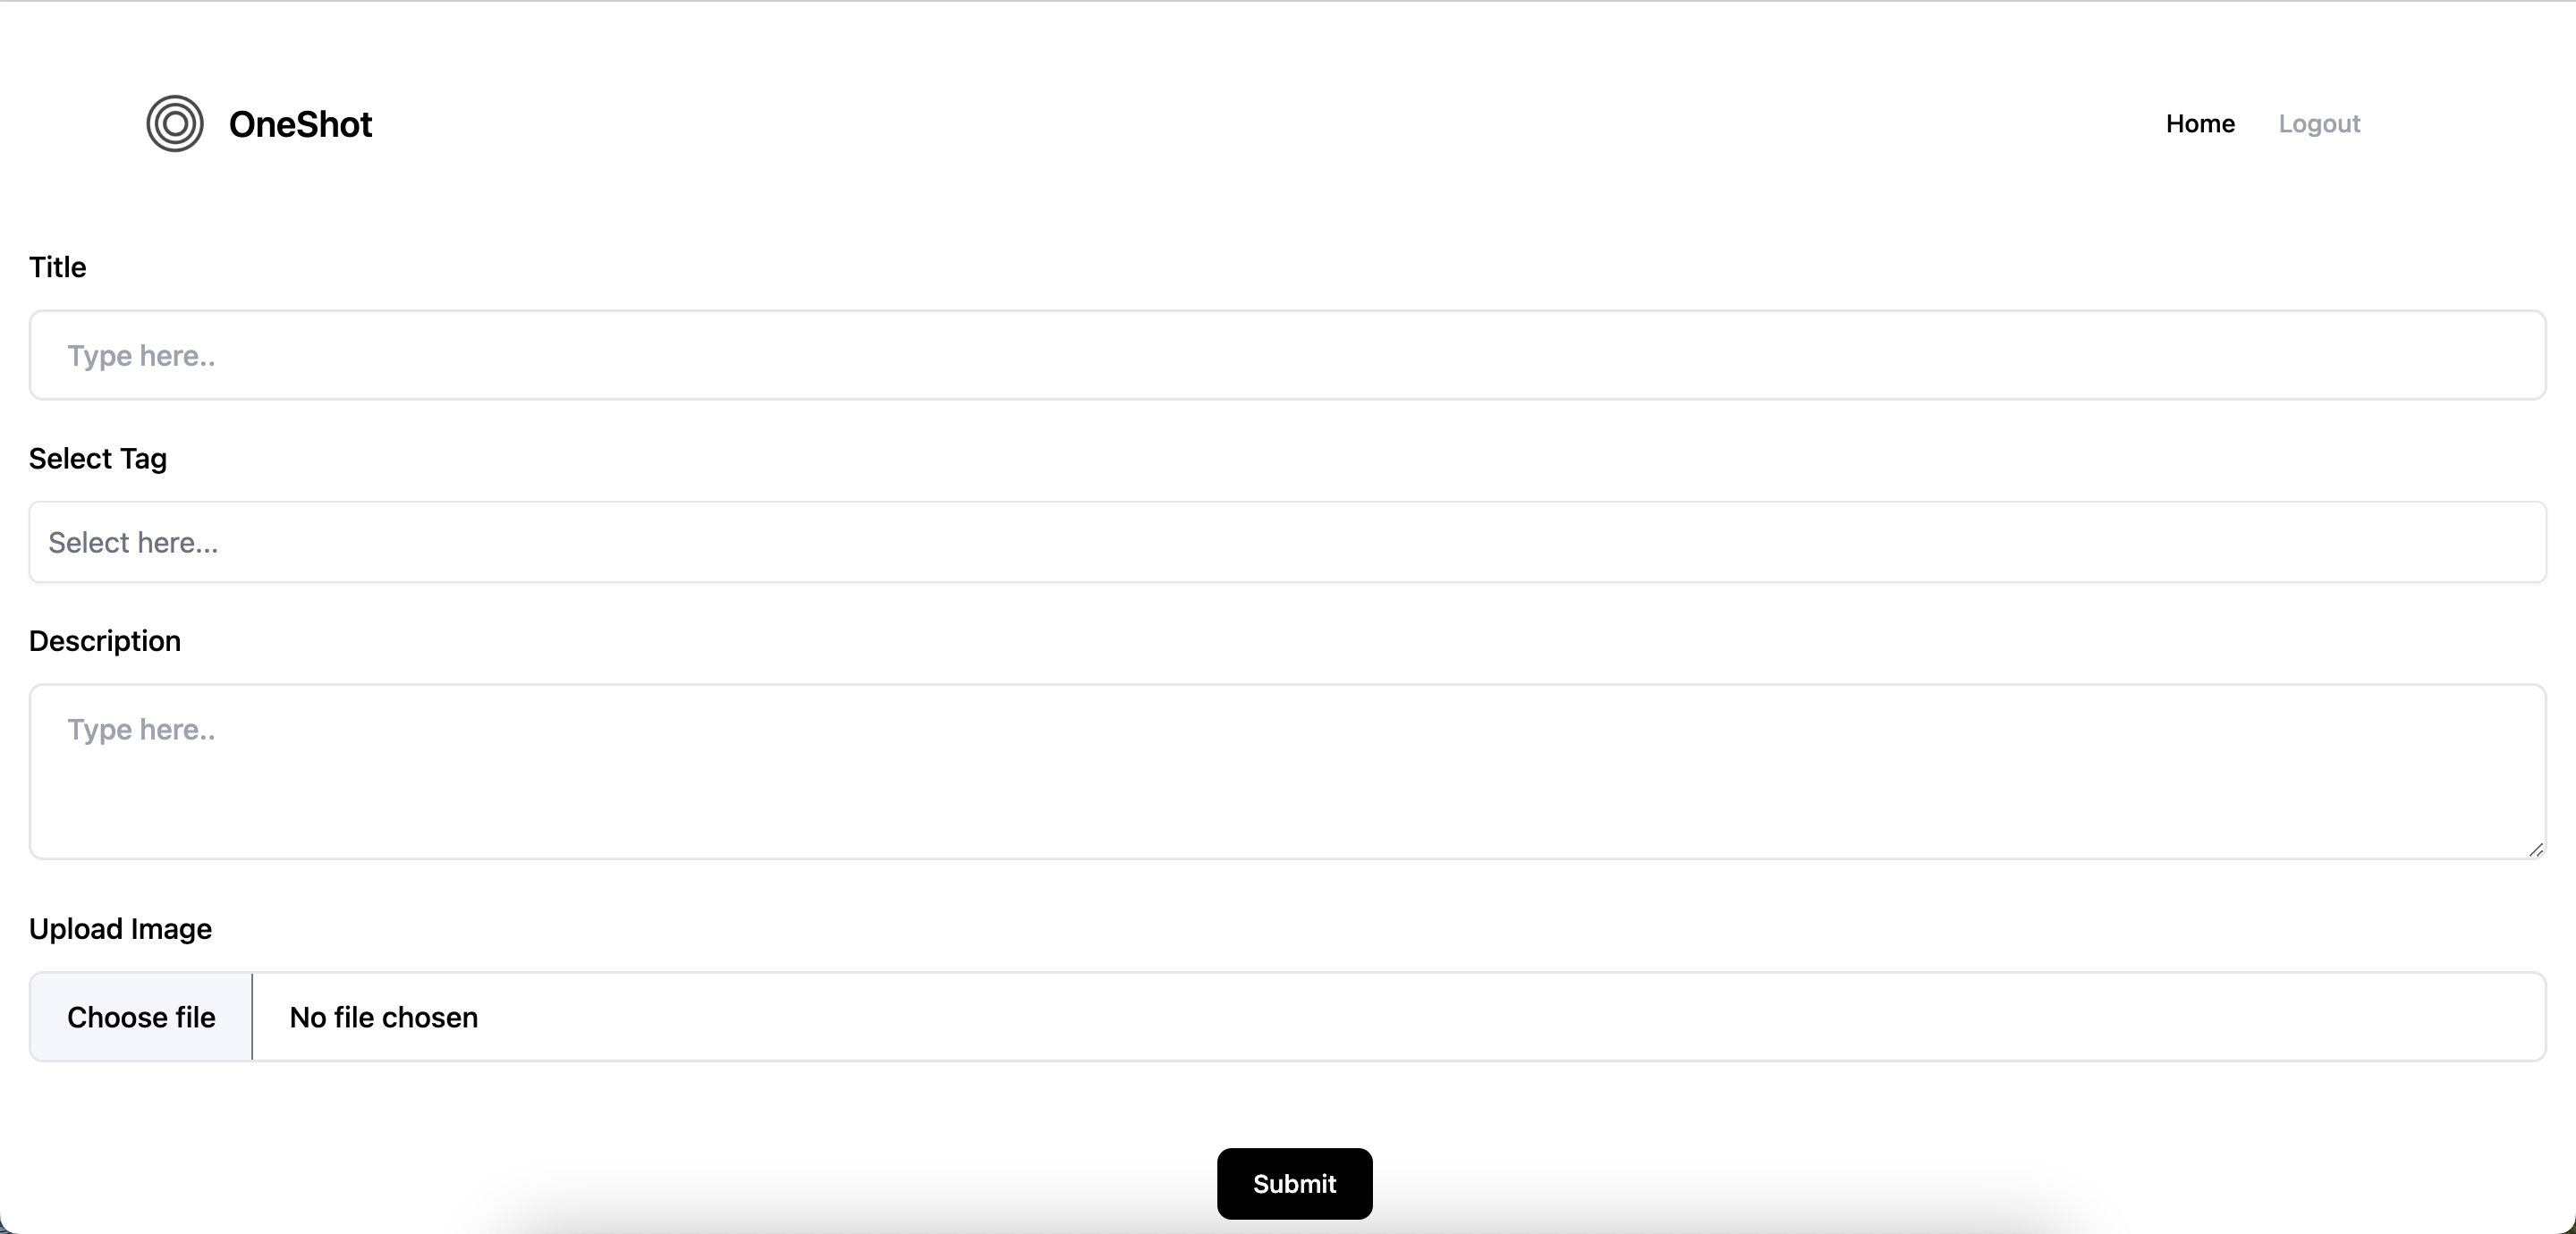 OneShot
Home Logout
Title
Type here..
Select Tag
Select here...
Description
Type here..
Upload Image
Choose file No file chosen
Submit